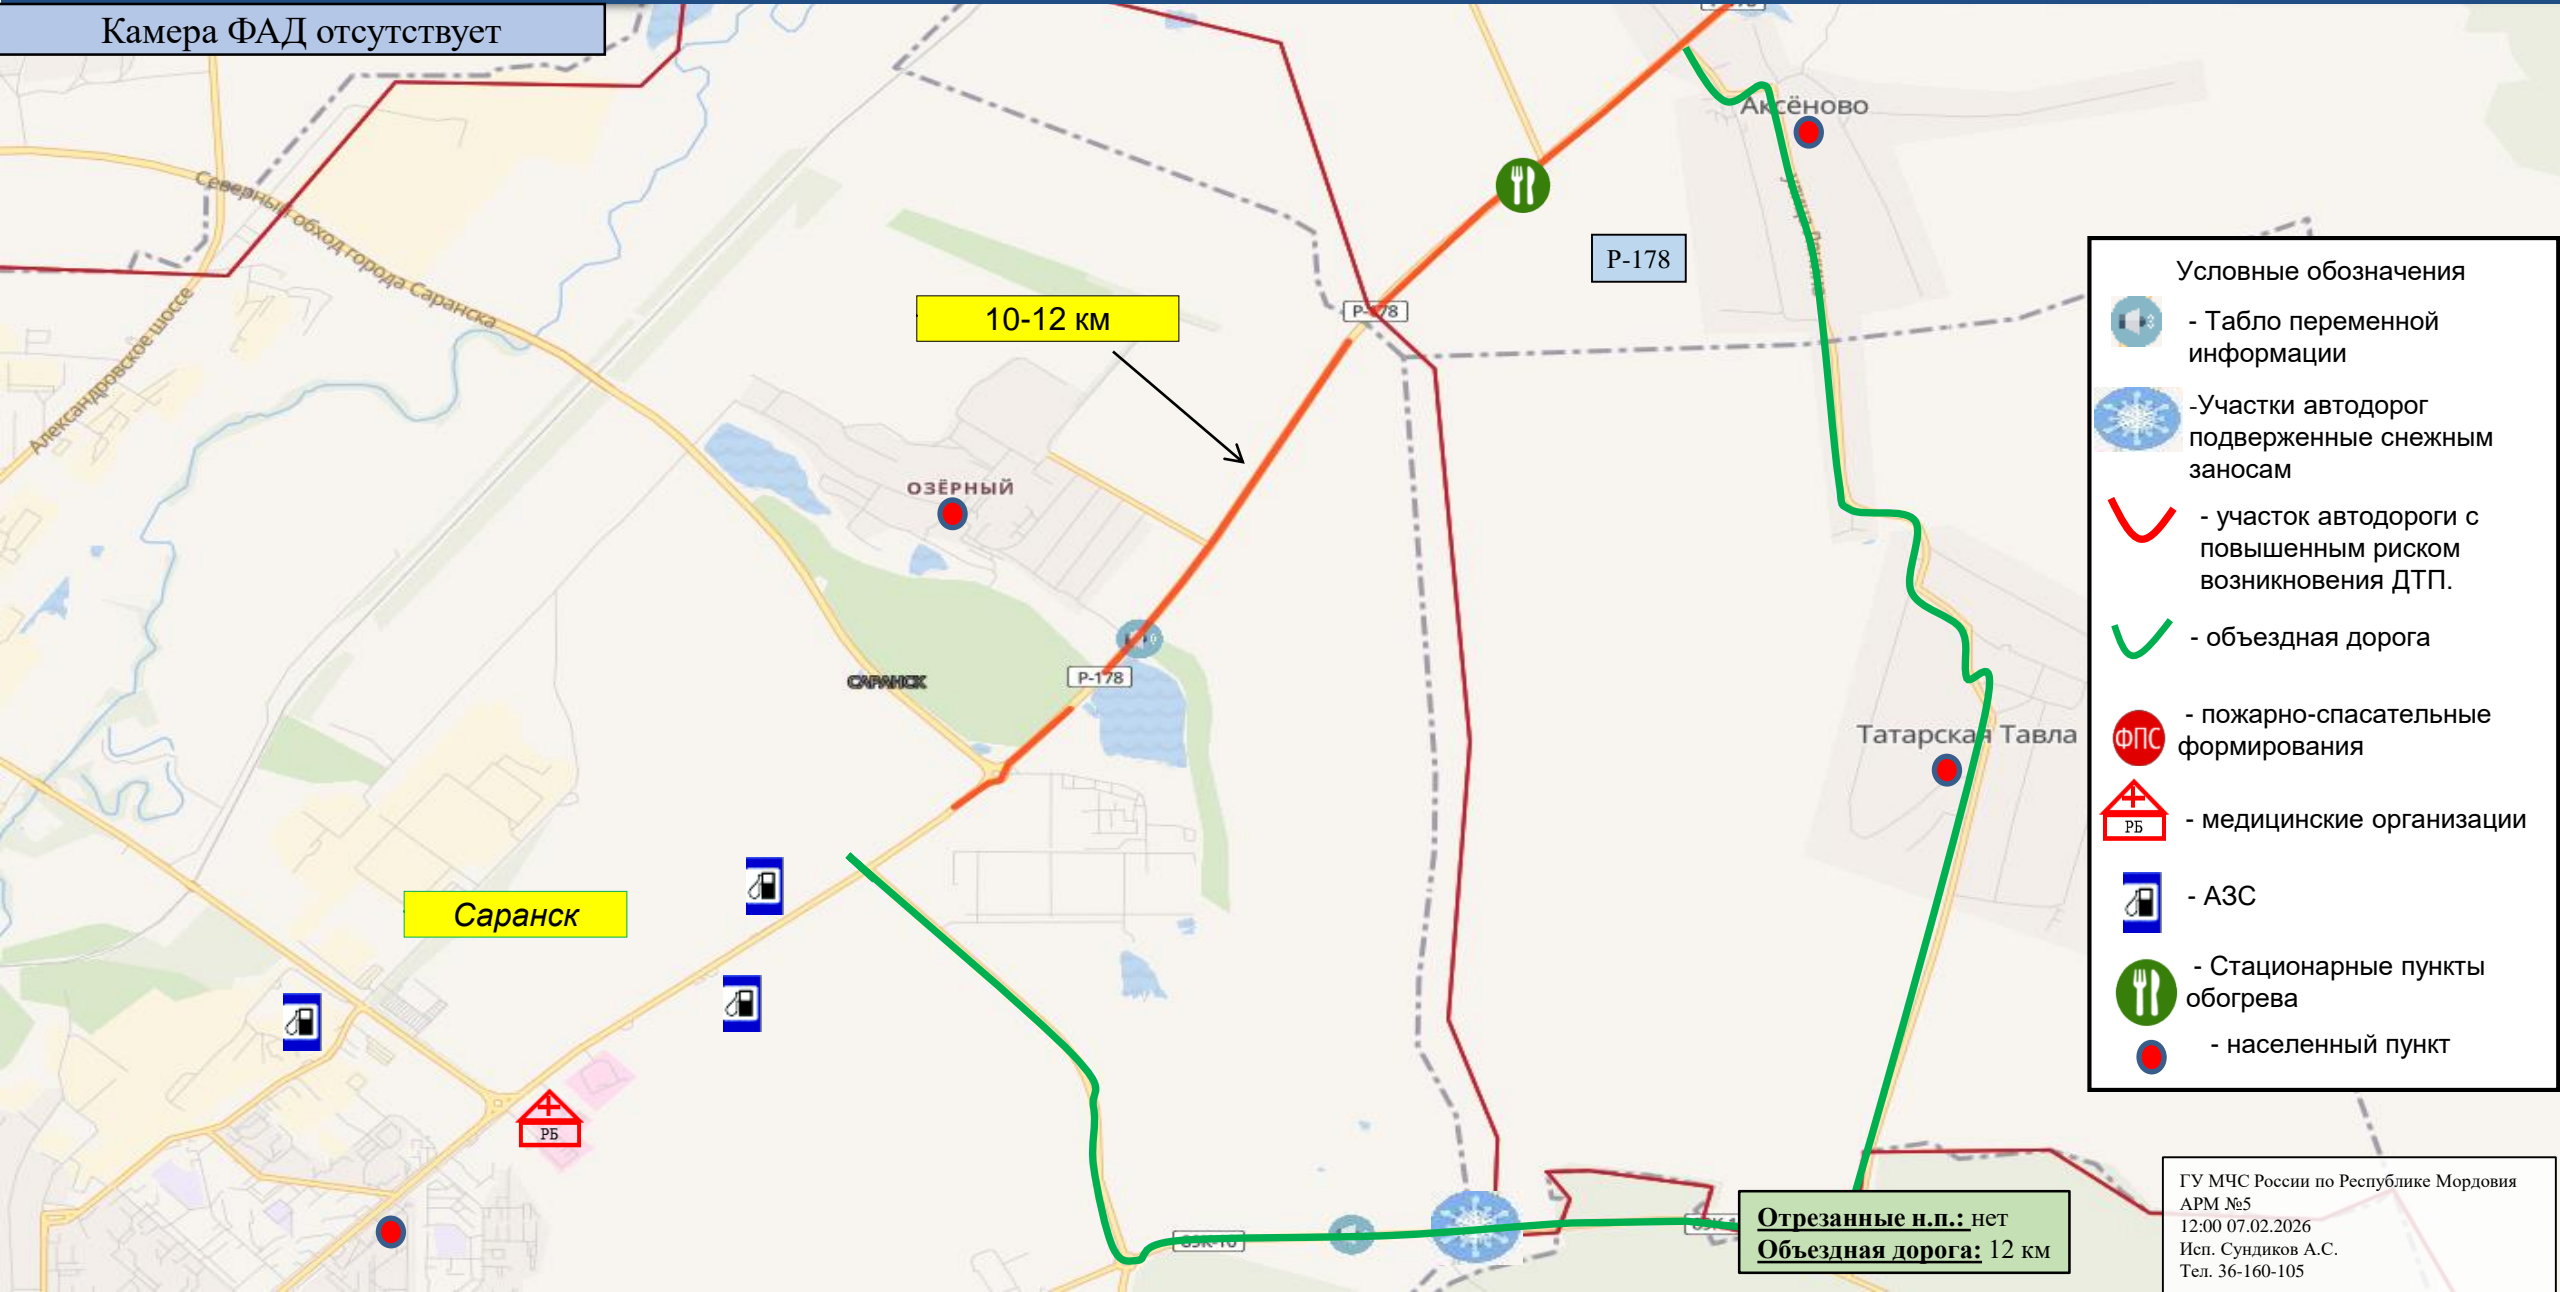 Камера ФАД отсутствует
Р-178
Аксёново
Северный обход города Саранска
улица Ленина
Р-178
10-12 км
Р-178
Александровское шоссе
ОЗЁРНЫЙ
САРАНСК
Р-178
Татарская Тавла
Саранск
РБ
Условные обозначения
- Табло переменной
информации
-Участки автодорог
подверженные снежным
заносам
- участок автодороги с
повышенным риском
возникновения ДТП.
- объездная дорога
ФПС
- пожарно-спасательные
формирования
РБ
- медицинские организации
- АЗС
- Стационарные пункты
обогрева
- населенный пункт
Отрезанные н.п.: нет
Объездная дорога: 12 км
ГУ МЧС России по Республике Мордовия
АРМ №5
12:00 07.02.2026
Исп. Сундиков А.С.
Тел. 36-160-105